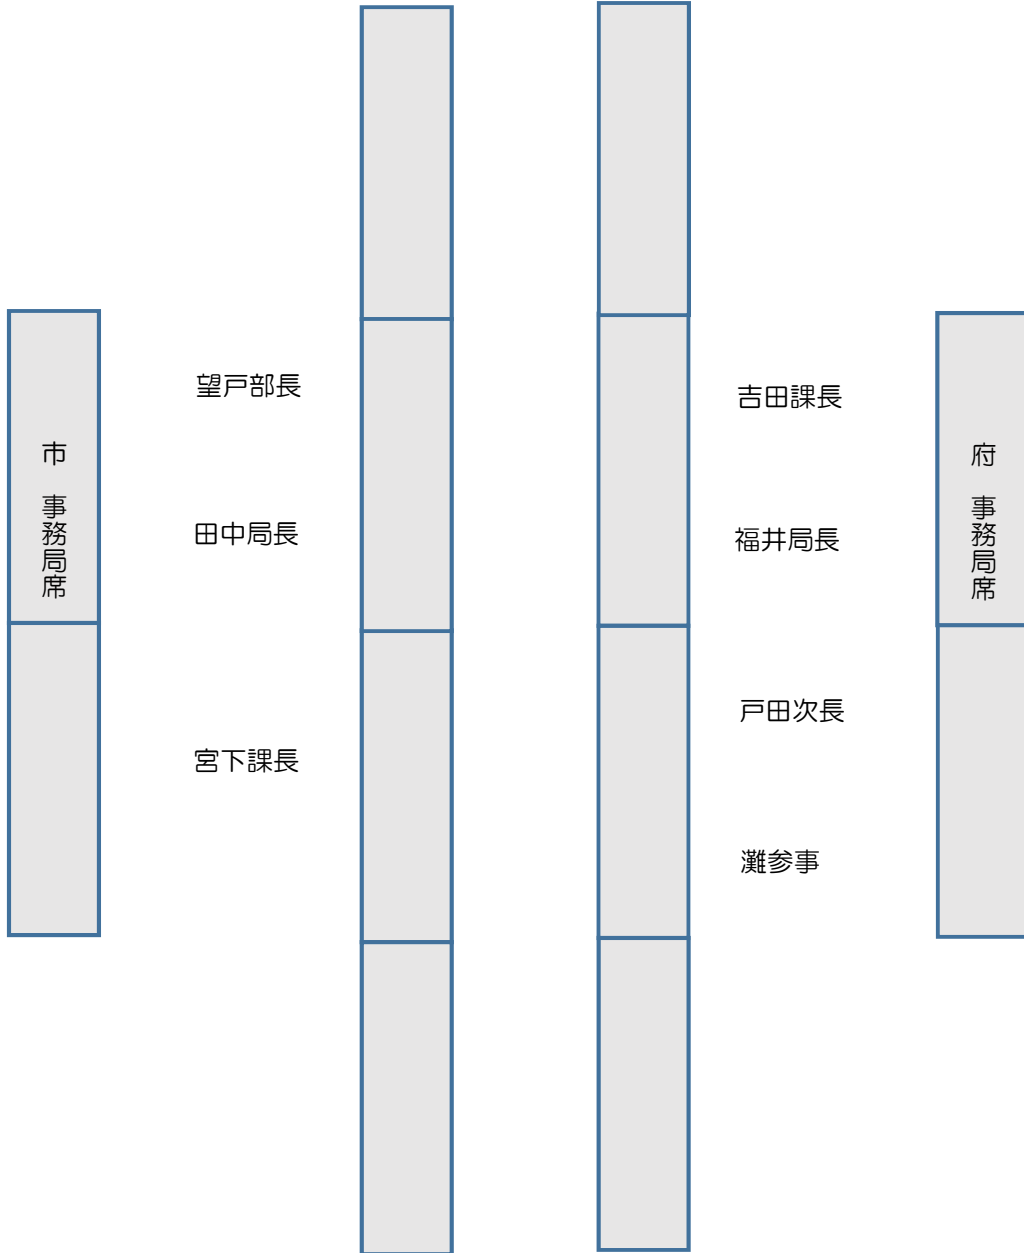 望戸部長
吉田課長
市　事務局席
府　事務局席
田中局長
福井局長
戸田次長
宮下課長
灘参事